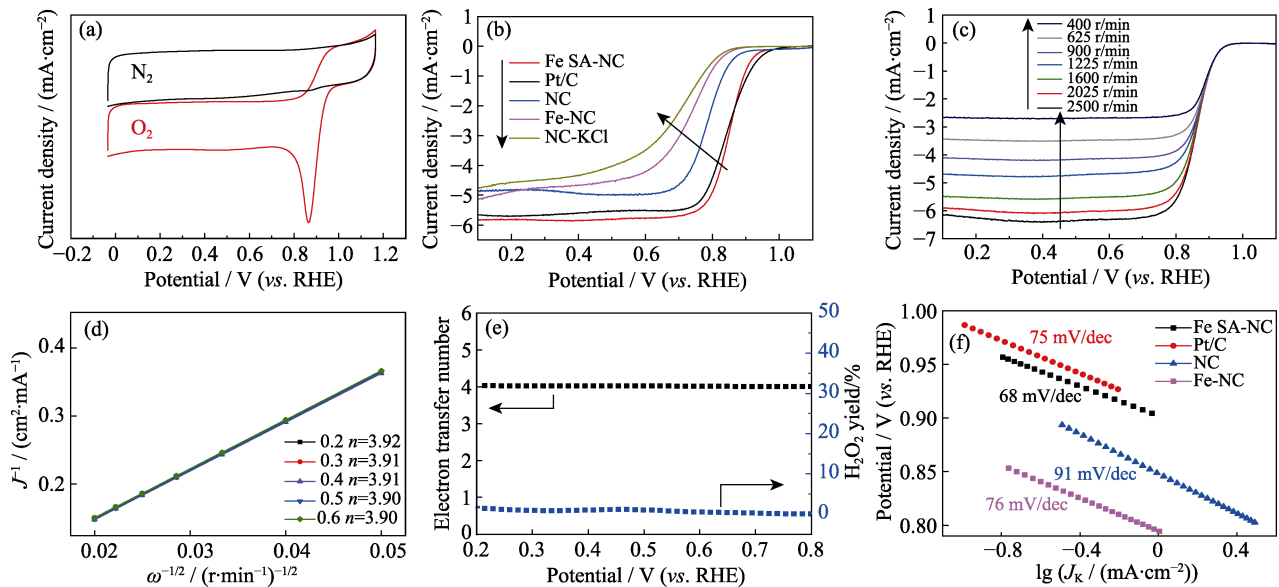 (a)
N₂
O₂
Current density / (mA·cm⁻²)
−0.2 0 0.2 0.4 0.6 0.8 1.0 1.2
Potential / V (vs. RHE)
(b)
Fe SA-NC
Pt/C
NC
Fe-NC
NC-KCl
1
0
−1
−2
−3
−4
−5
−6
Current density / (mA·cm⁻²)
0.2 0.4 0.6 0.8 1.0
Potential / V (vs. RHE)
(c)
400 r/min
625 r/min
900 r/min
1225 r/min
1600 r/min
2025 r/min
2500 r/min
1
0
−1
−2
−3
−4
−5
−6
−7
Current density / (mA·cm⁻²)
0.2 0.4 0.6 0.8 1.0
Potential / V (vs. RHE)
(d)
0.4
0.3
0.2
J⁻¹ / (cm²·mA⁻¹)
0.2 n=3.92
0.3 n=3.91
0.4 n=3.91
0.5 n=3.90
0.6 n=3.90
0.02 0.03 0.04 0.05
ω⁻¹/² / (r·min⁻¹)⁻¹/²
(e)
6
5
4
3
2
1
0
Electron transfer number
50
40
30
20
10
0
H₂O₂ yield/%
0.2 0.3 0.4 0.5 0.6 0.7 0.8
Potential / V (vs. RHE)
(f)
1.00
0.95
0.90
0.85
0.80
Potential / V (vs. RHE)
75 mV/dec
68 mV/dec
91 mV/dec
76 mV/dec
Fe SA-NC
Pt/C
NC
Fe-NC
−0.8 −0.4 0 0.4
lg (J_K / (mA·cm⁻²)